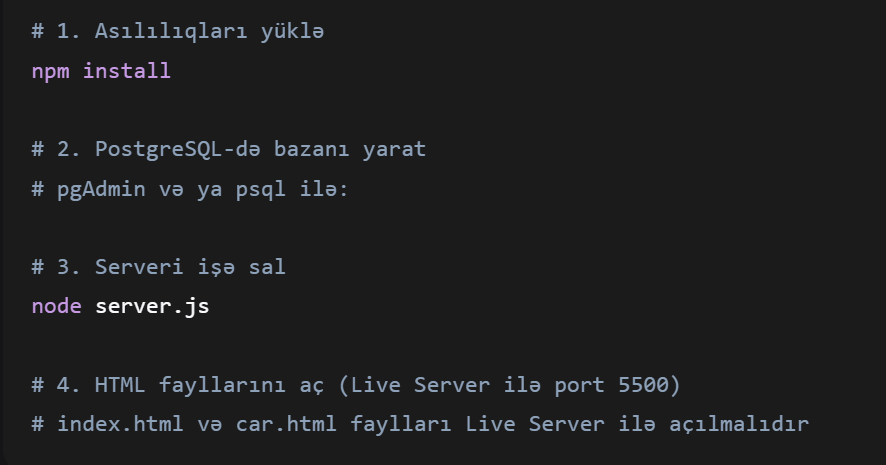 # 1. Asılılıqları yüklə
npm install
# 2. PostgreSQL-də bazanı yarat
# pgAdmin və ya psql ilə:
# 3. Serveri işə sal
node server.js
# 4. HTML fayllarını aç (Live Server ilə port 5500)
# index.html və car.html faylları Live Server ilə açılmalıdır